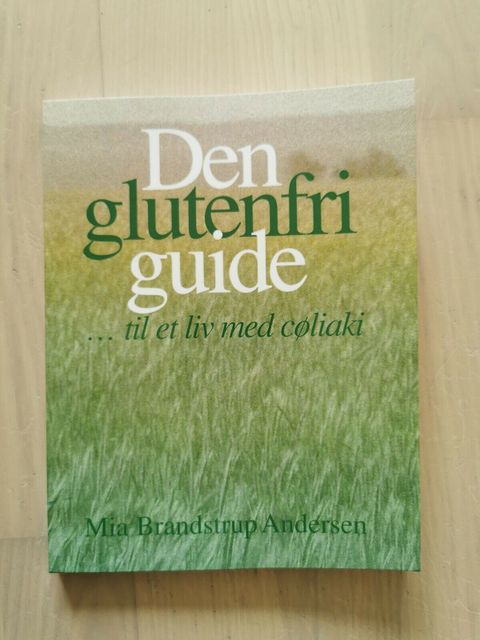 Den
glutenfri
guide
... til et liv med cøliaki
Mia Brandstrup Andersen